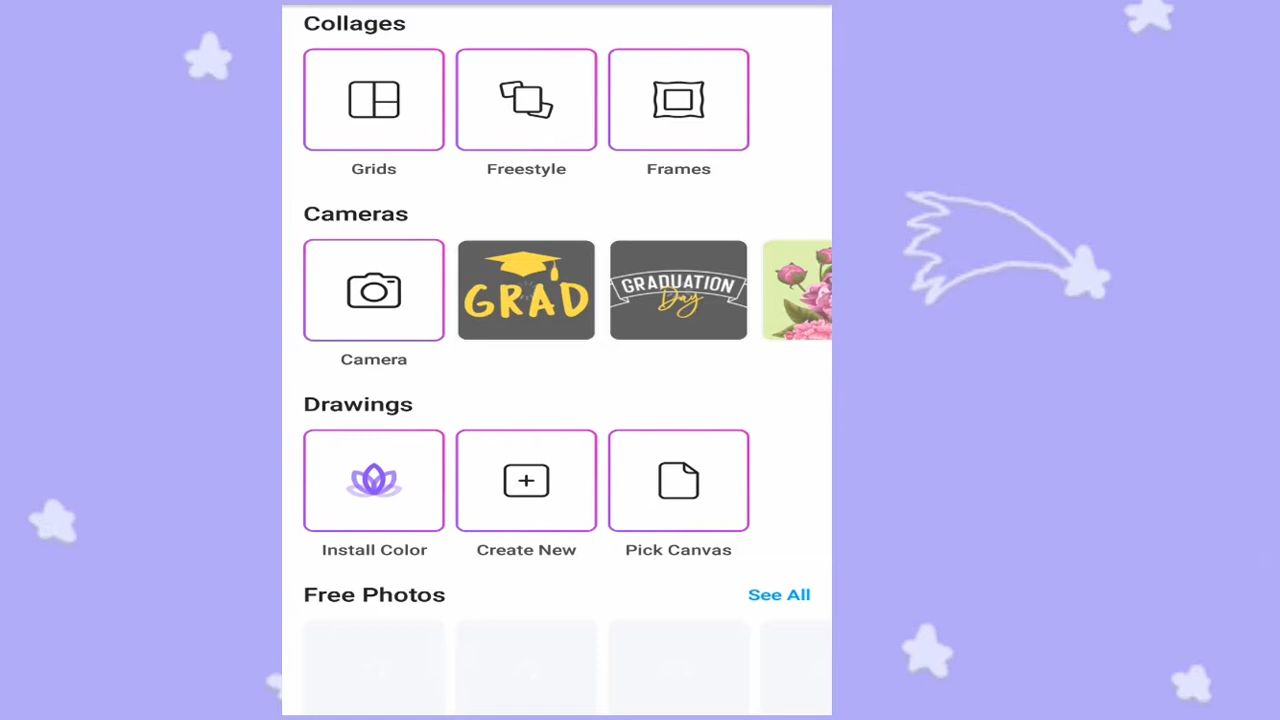 Collages
Grids Freestyle Frames
Cameras
GRAD
GRADUATION
Day
Camera
Drawings
Install Color Create New Pick Canvas
Free Photos See All